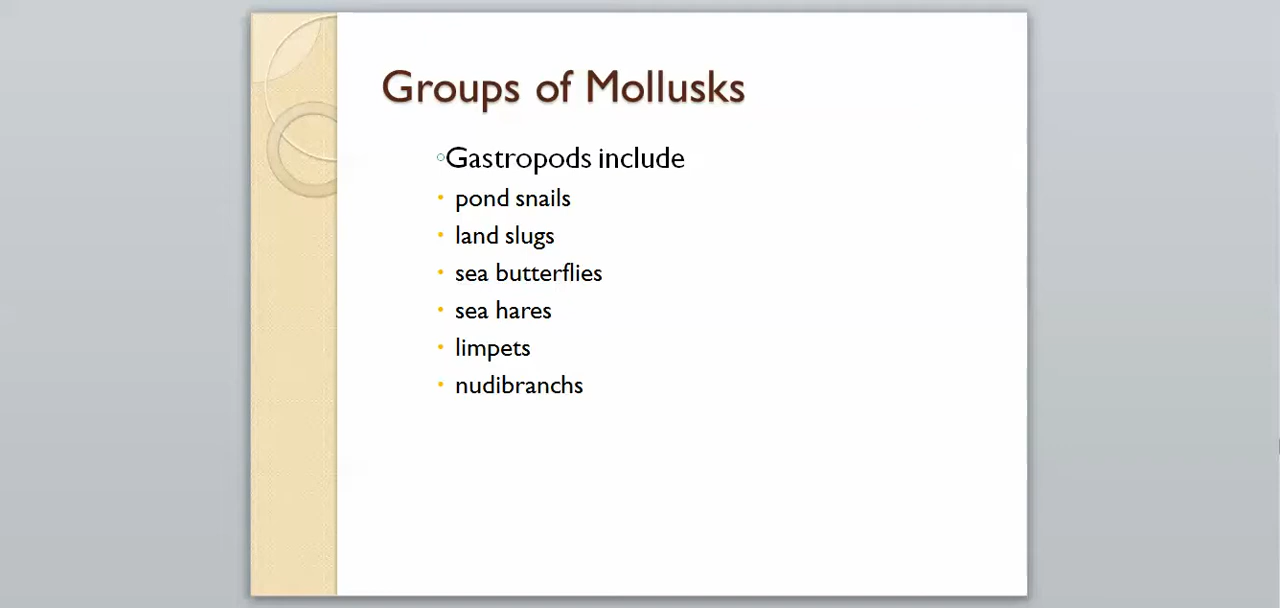 Groups of Mollusks
Gastropods include
pond snails
land slugs
sea butterflies
sea hares
limpets
nudibranchs